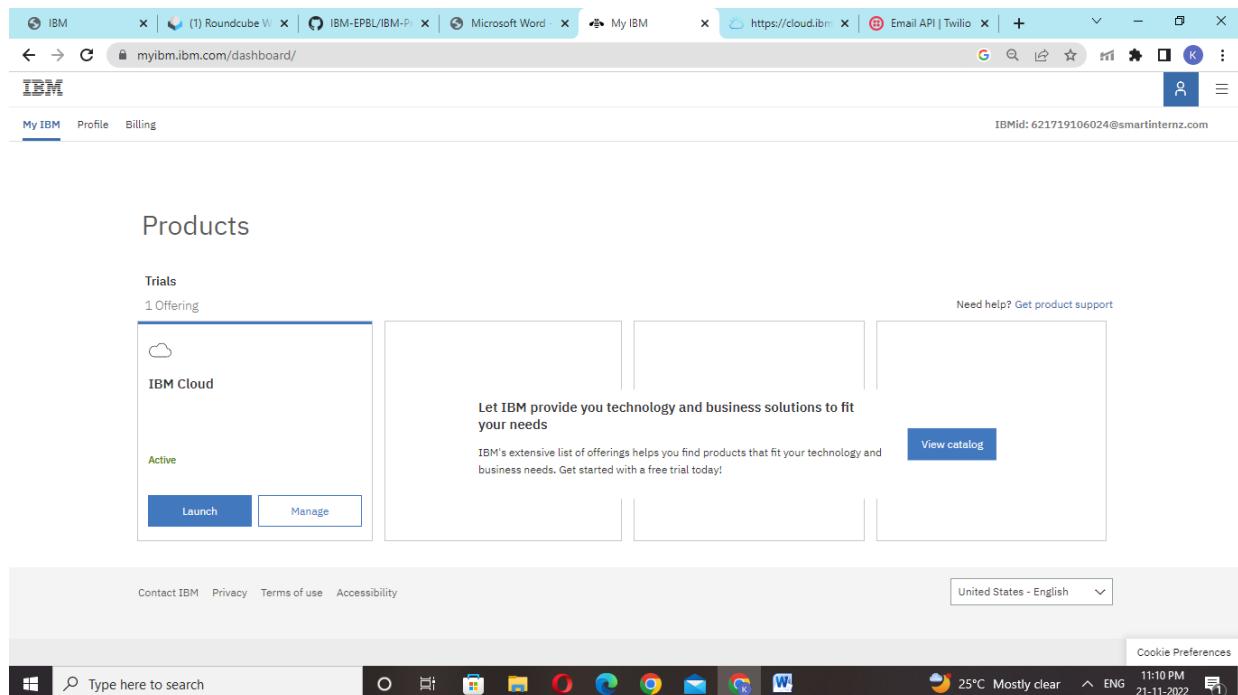 IBM
(1) Roundcube W
IBM-EPBL/IBM-Pr
Microsoft Word -
My IBM
https://cloud.ibm
Email API | Twilio
myibm.ibm.com/dashboard/
G
K
IBM
My IBM Profile Billing
IBMid: 621719106024@smartinternz.com
Products
Trials
1 Offering
Need help? Get product support
IBM Cloud
Active
Launch
Manage
Let IBM provide you technology and business solutions to fit
your needs
IBM's extensive list of offerings helps you find products that fit your technology and
business needs. Get started with a free trial today!
View catalog
Contact IBM Privacy Terms of use Accessibility
United States - English
Cookie Preferences
Type here to search
K
W
25°C Mostly clear
ENG
11:10 PM
21-11-2022
1